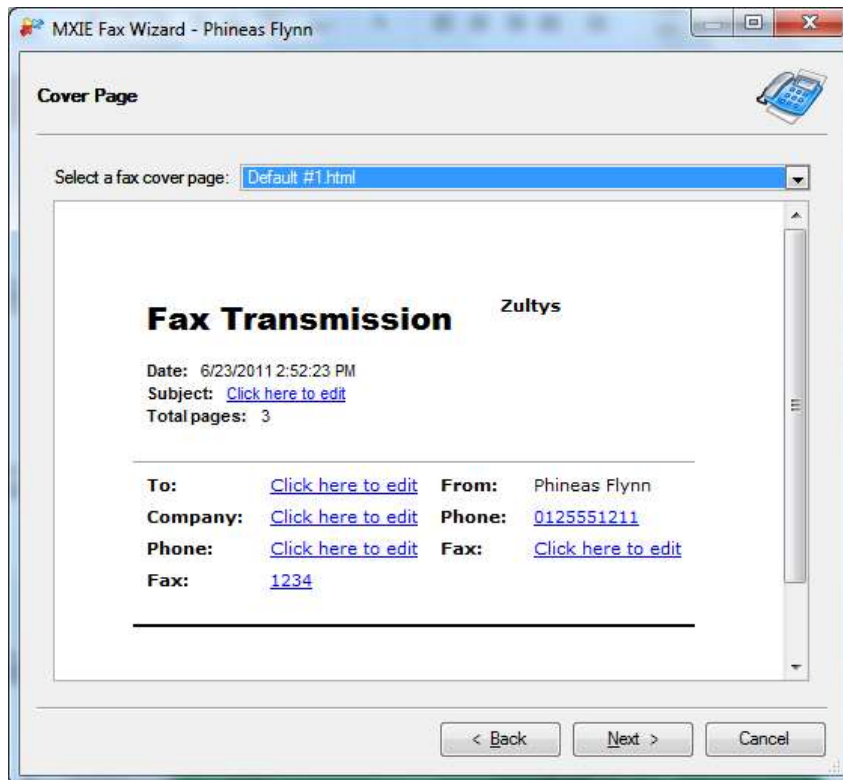 MXIE Fax Wizard - Phineas Flynn
Cover Page
Select a fax cover page: Default #1.html
Fax Transmission Zultys
Date: 6/23/2011 2:52:23 PM
Subject: Click here to edit
Total pages: 3
To: Click here to edit From: Phineas Flynn
Company: Click here to edit Phone: 0125551211
Phone: Click here to edit Fax: Click here to edit
Fax: 1234
< Back Next > Cancel